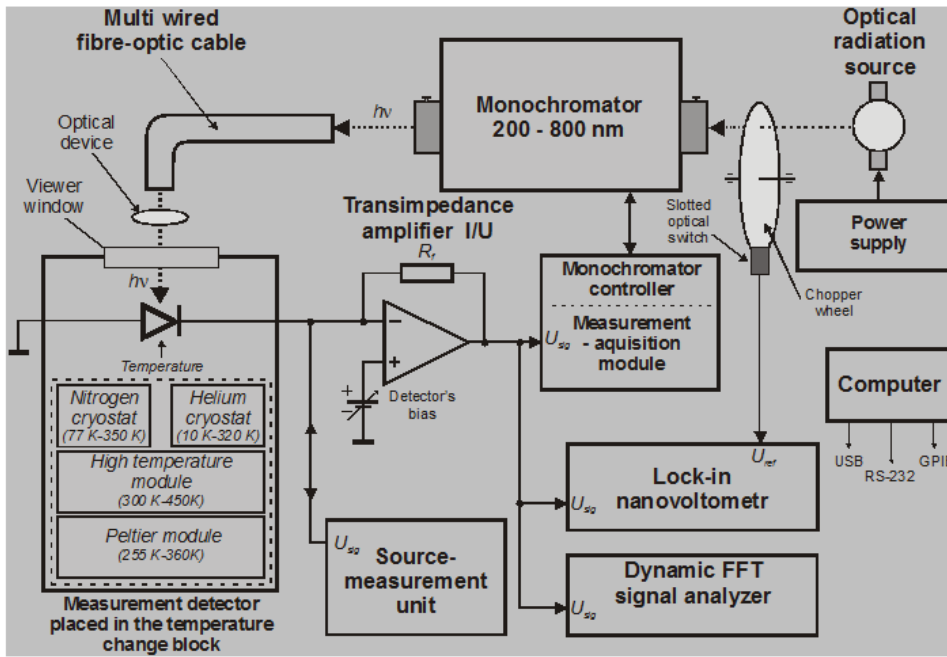 Multi wired
fibre-optic cable
Optical
radiation
source
hν
Monochromator
200 - 800 nm
Optical
device
Viewer
window
Transimpedance
amplifier I/U
Rf
Slotted
optical
switch
Power
supply
Chopper
wheel
hν
Monochromator
controller
Usig
Measurement
- aquisition
module
Temperature
Detector's
bias
Computer
USB
RS-232
GPIB
Nitrogen
cryostat
(77 K-350 K)
Helium
cryostat
(10 K-320 K)
High temperature
module
(300 K-450K)
Peltier module
(255 K-360K)
Uref
Usig
Lock-in
nanovoltometr
Usig
Source-
measurement
unit
Usig
Dynamic FFT
signal analyzer
Measurement detector
placed in the temperature
change block